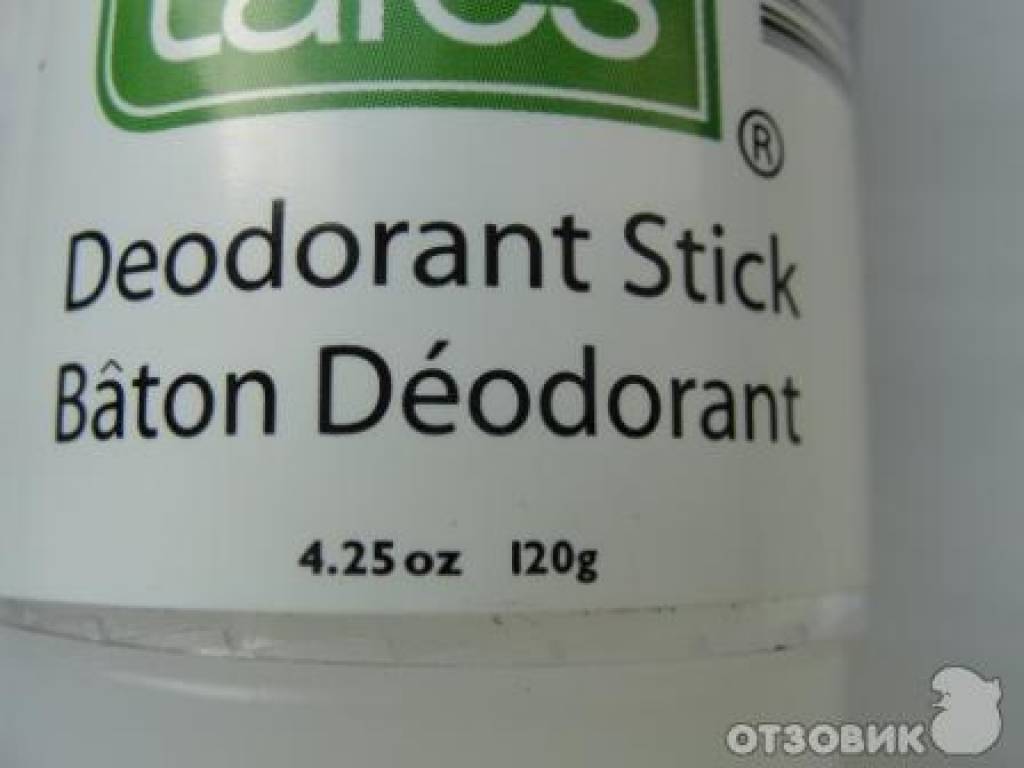 ®
Deodorant Stick
Bâton Déodorant
4.25 oz 120g
ОТЗОВИК